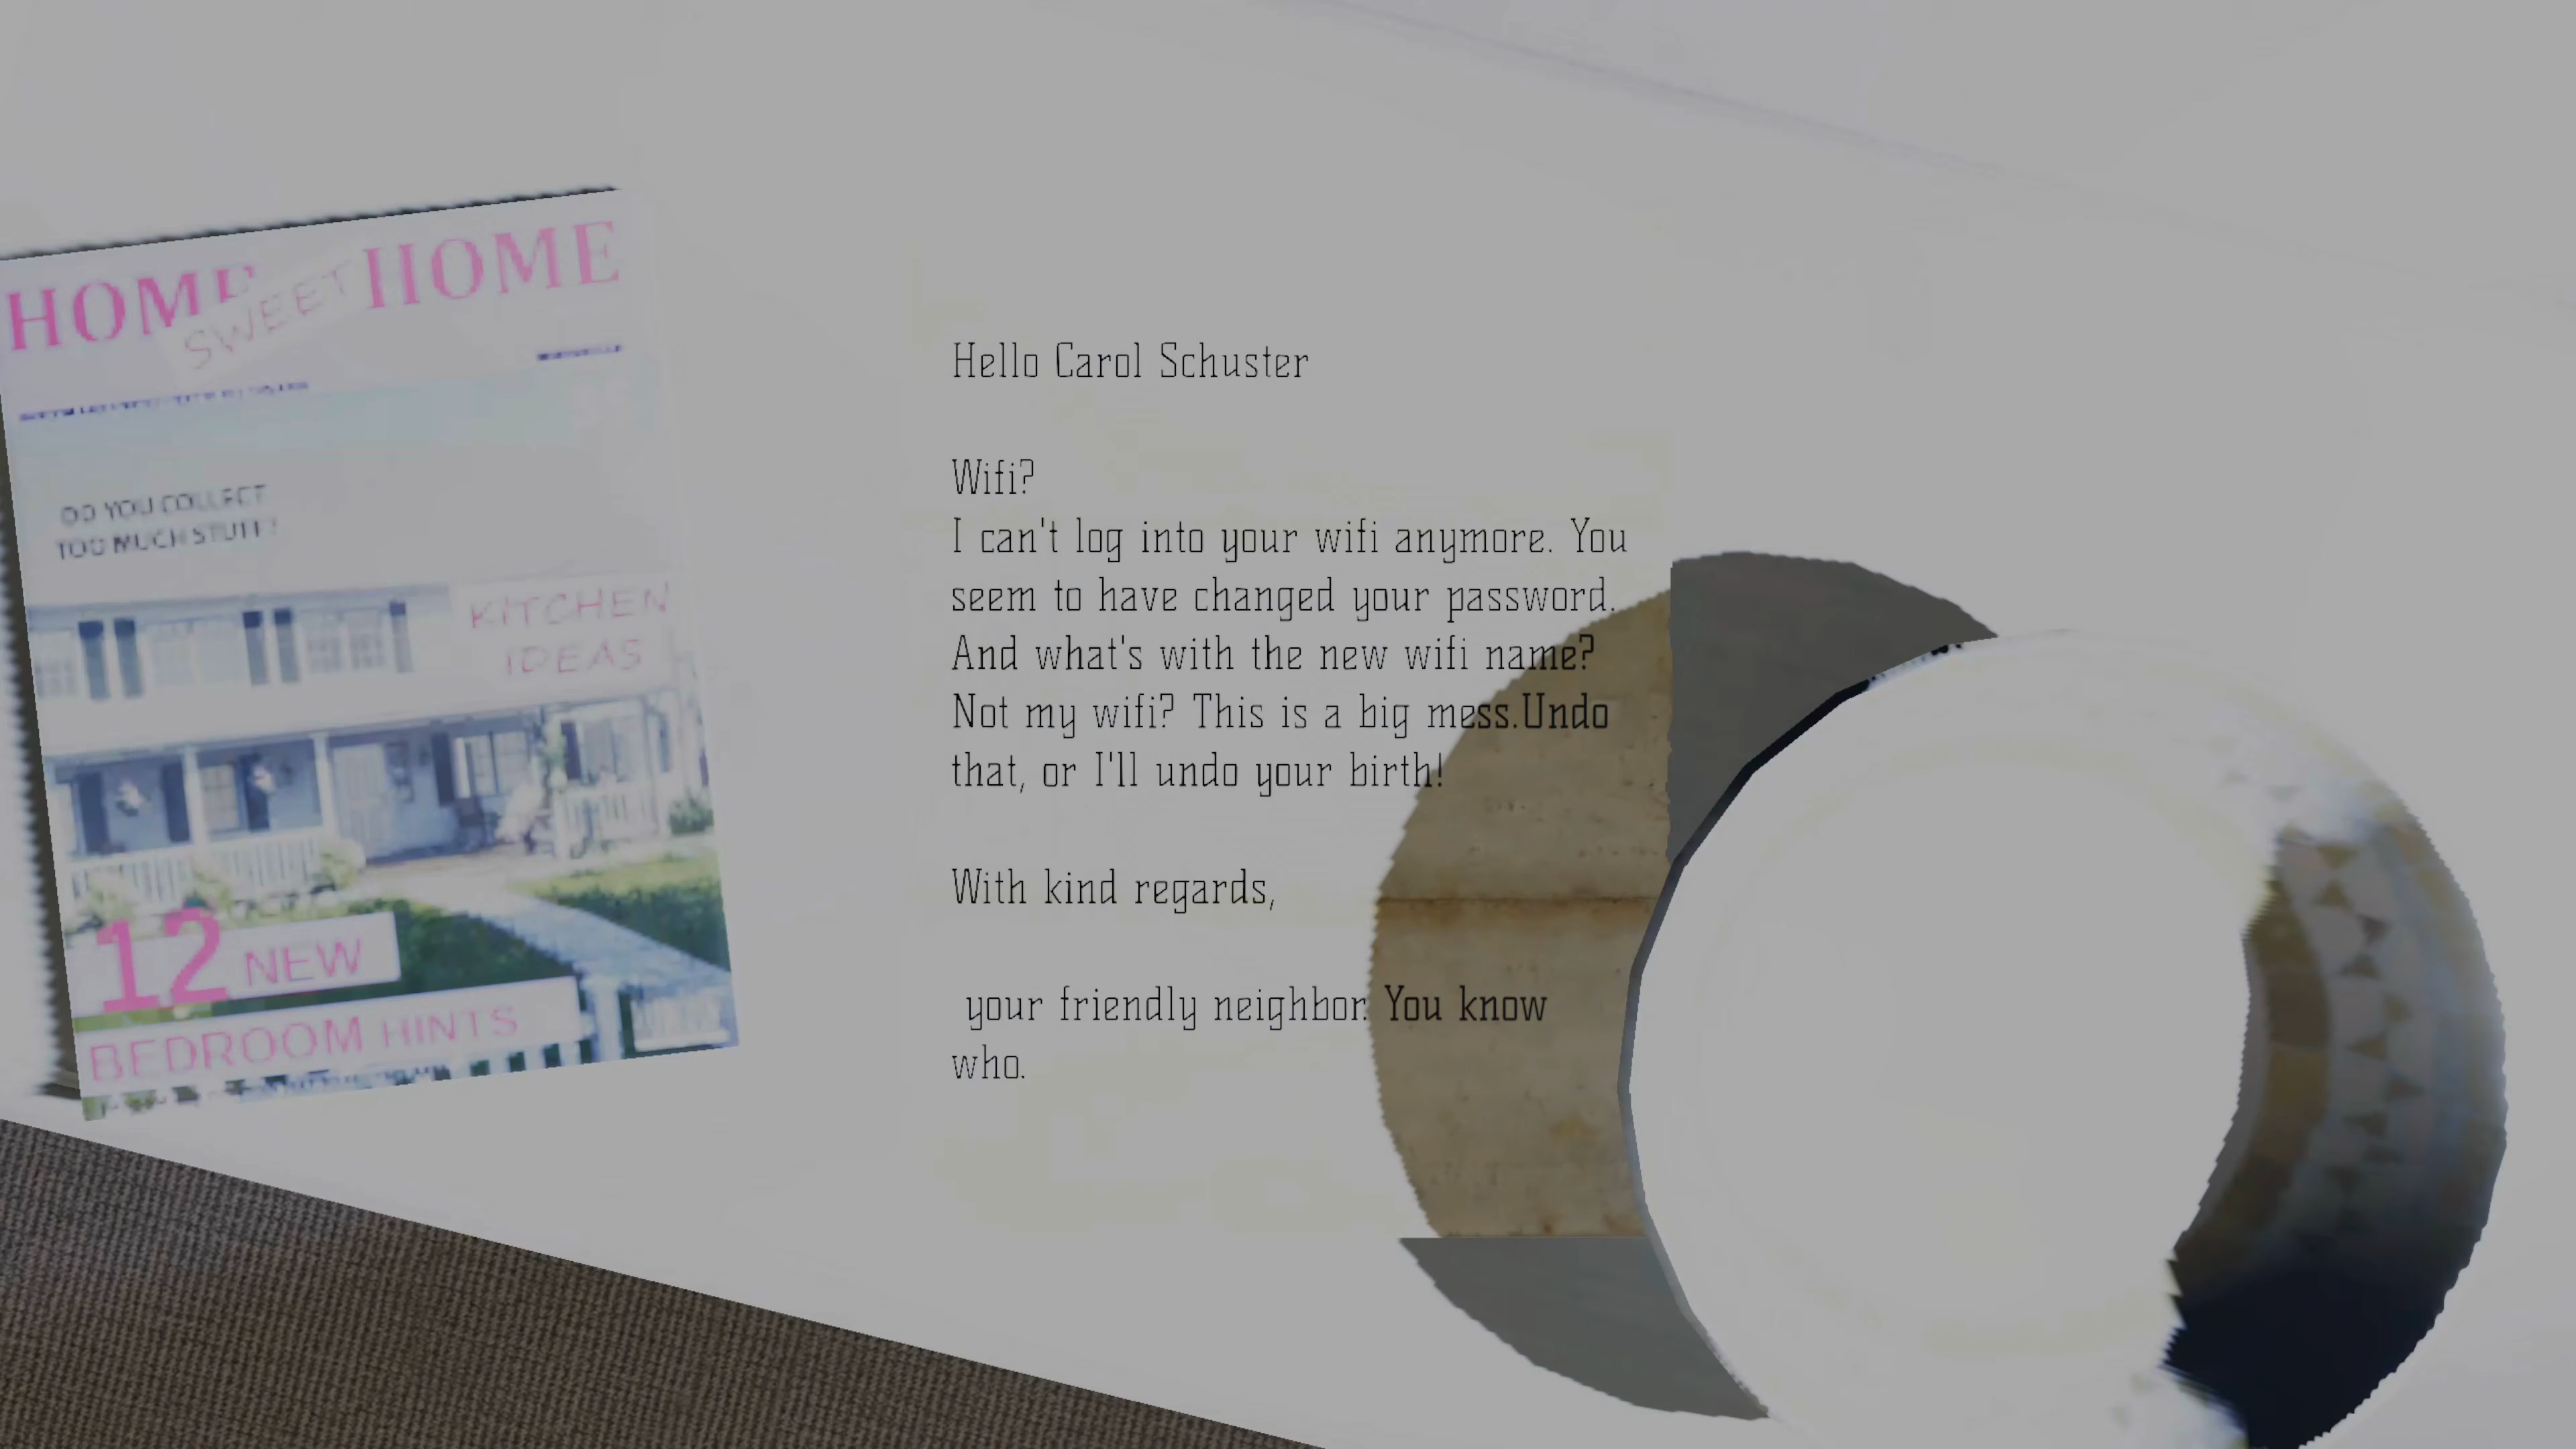 HOME SWEET HOME
DO YOU COLLECT
TOO MUCH STUFF?
KITCHEN
IDEAS
12 NEW
BEDROOM HINTS
Hello Carol Schuster
Wifi?
I can't log into your wifi anymore. You
seem to have changed your password.
And what's with the new wifi name?
Not my wifi? This is a big mess.Undo
that, or I'll undo your birth!
With kind regards,
your friendly neighbor. You know
who.